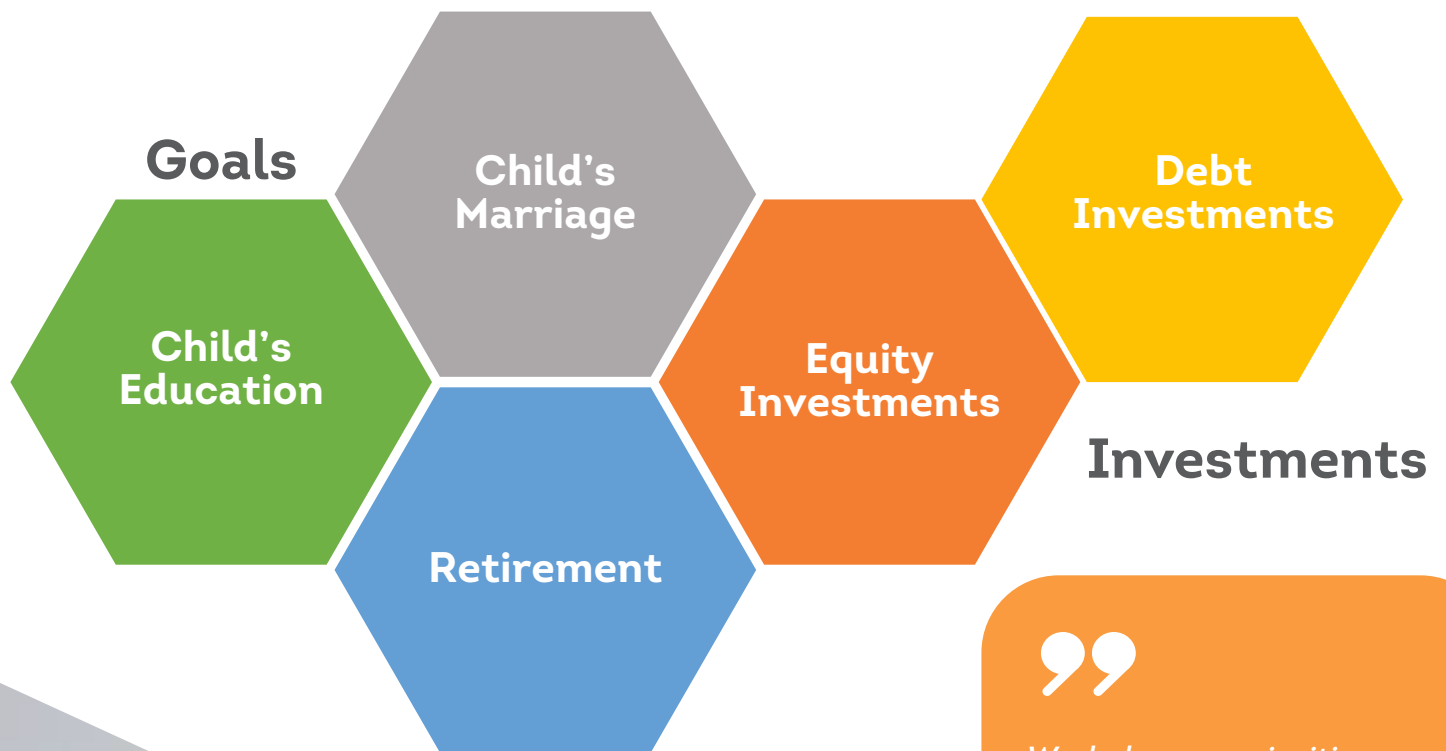 Goals
Child's
Marriage
Debt
Investments
Child's
Education
Equity
Investments
Investments
Retirement
”